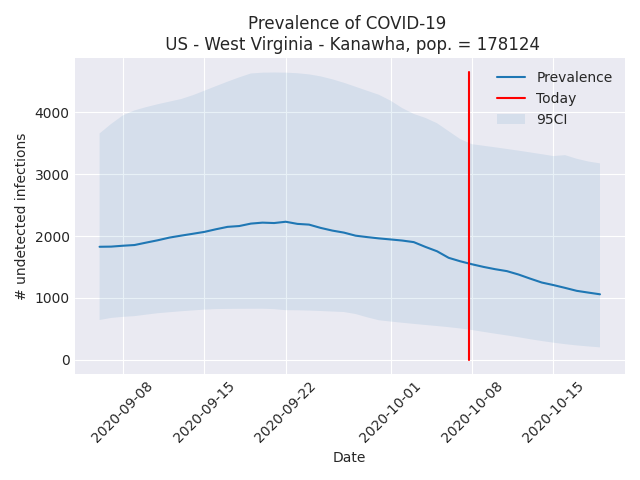 Prevalence of COVID-19
US - West Virginia - Kanawha, pop. = 178124
Prevalence
Today
95CI
# undetected infections
4000
3000
2000
1000
0
2020-09-08
2020-09-15
2020-09-22
2020-10-01
2020-10-08
2020-10-15
Date